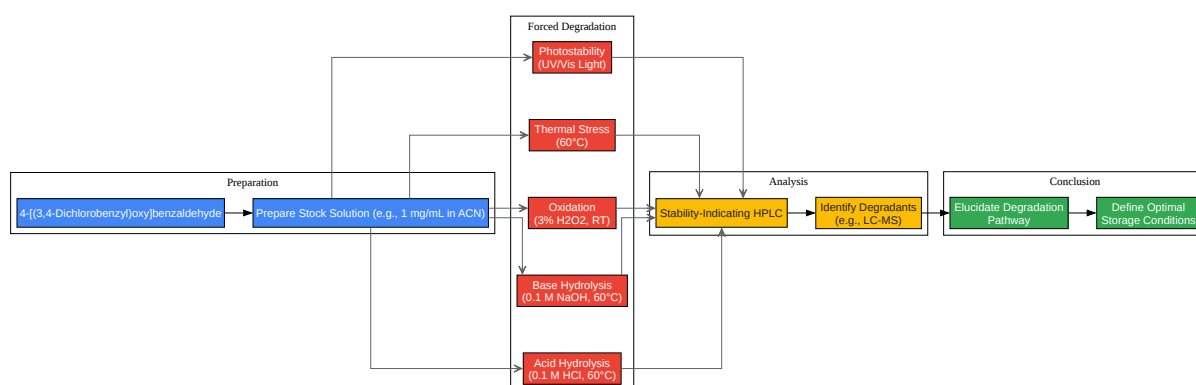 Forced Degradation
Photostability
(UV/Vis Light)
Thermal Stress
(60°C)
Preparation
4-[(3,4-Dichlorobenzyl)oxy]benzaldehyde
Prepare Stock Solution (e.g., 1 mg/mL in ACN)
Oxidation
(3% H2O2, RT)
Base Hydrolysis
(0.1 M NaOH, 60°C)
Acid Hydrolysis
(0.1 M HCl, 60°C)
Analysis
Stability-Indicating HPLC
Identify Degradants
(e.g., LC-MS)
Conclusion
Elucidate Degradation
Pathway
Define Optimal
Storage Conditions